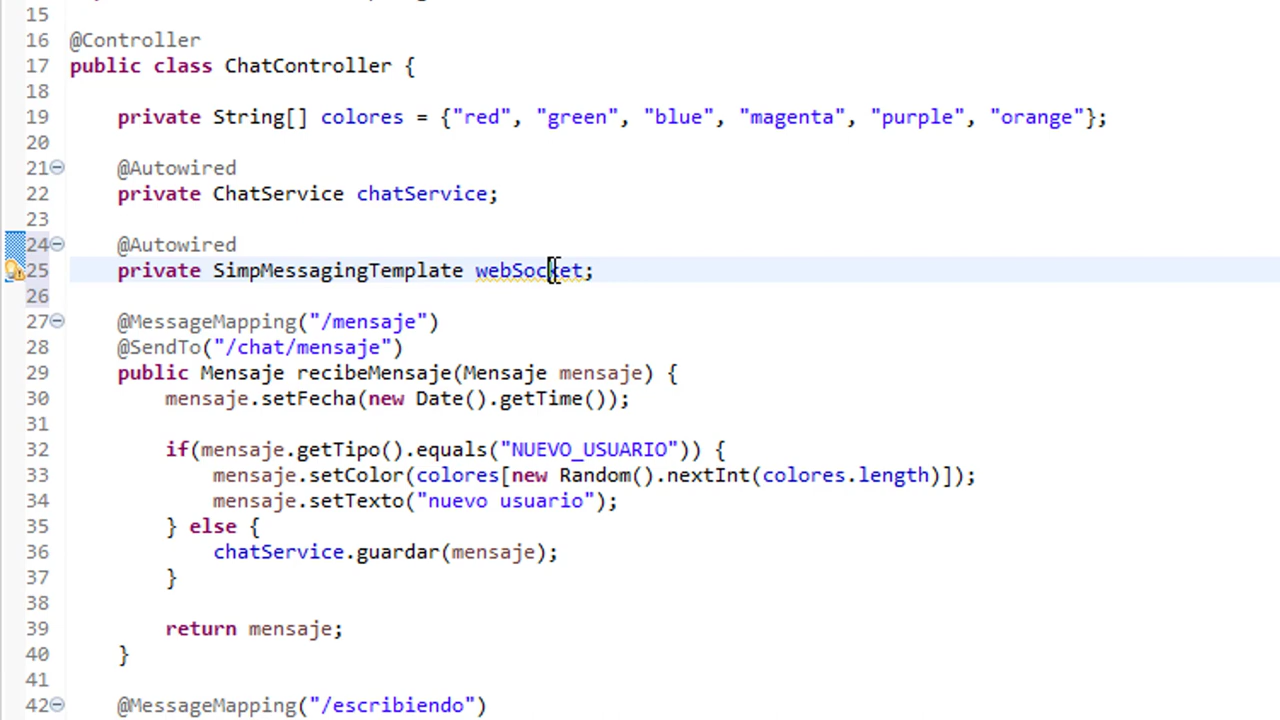 15
16 @Controller
17 public class ChatController {
18
19 private String[] colores = {"red", "green", "blue", "magenta", "purple", "orange"};
20
21 @Autowired
22 private ChatService chatService;
23
24 @Autowired
25 private SimpMessagingTemplate webSocket;
26
27 @MessageMapping("/mensaje")
28 @SendTo("/chat/mensaje")
29 public Mensaje recibeMensaje(Mensaje mensaje) {
30 mensaje.setFecha(new Date().getTime());
31
32 if(mensaje.getTipo().equals("NUEVO_USUARIO")) {
33 mensaje.setColor(colores[new Random().nextInt(colores.length)]);
34 mensaje.setTexto("nuevo usuario");
35 } else {
36 chatService.guardar(mensaje);
37 }
38
39 return mensaje;
40 }
41
42 @MessageMapping("/escribiendo")